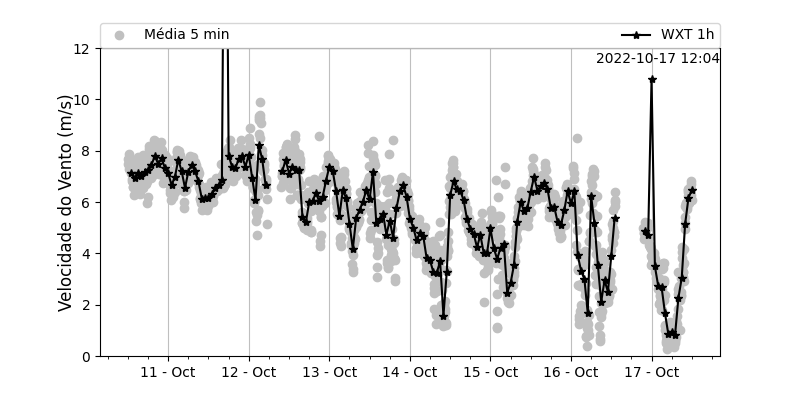 Média 5 min
WXT 1h
2022-10-17 12:04
Velocidade do Vento (m/s)
12
10
8
6
4
2
0
11 - Oct
12 - Oct
13 - Oct
14 - Oct
15 - Oct
16 - Oct
17 - Oct